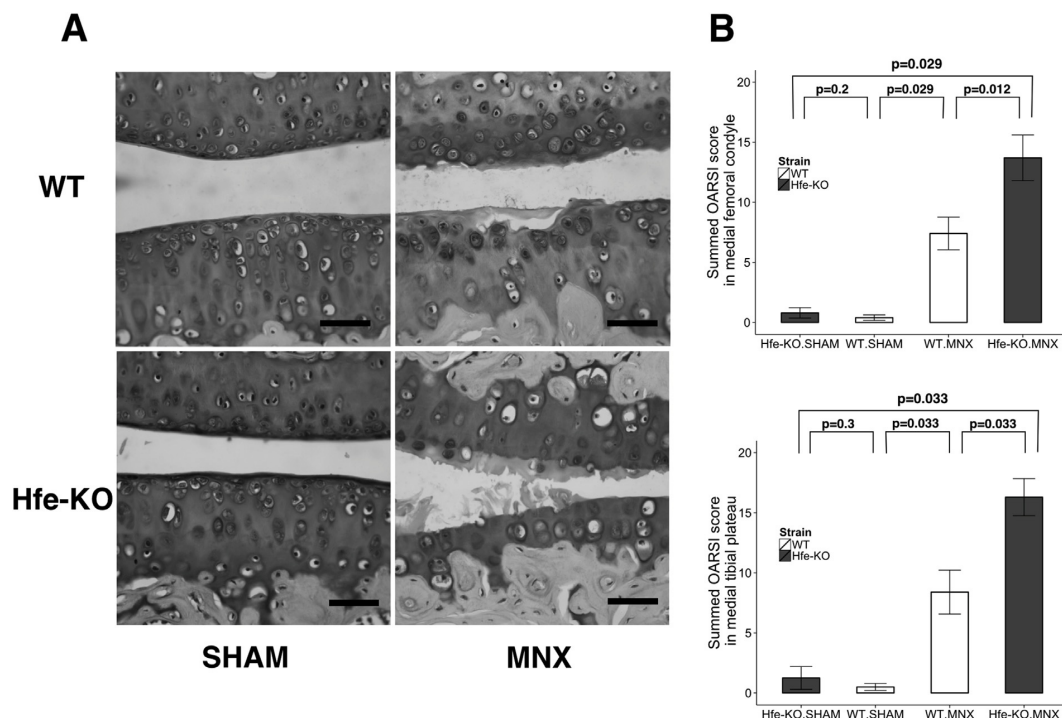 A
WT
Hfe-KO
SHAM
MNX
B
p=0.029
p=0.2
p=0.029
p=0.012
20
15
10
5
0
Summed OARSI score
in medial femoral condyle
Strain
WT
Hfe-KO
Hfe-KO.SHAM
WT.SHAM
WT.MNX
Hfe-KO.MNX
p=0.033
p=0.3
p=0.033
p=0.033
20
15
10
5
0
Summed OARSI score
in medial tibial plateau
Strain
WT
Hfe-KO
Hfe-KO.SHAM
WT.SHAM
WT.MNX
Hfe-KO.MNX